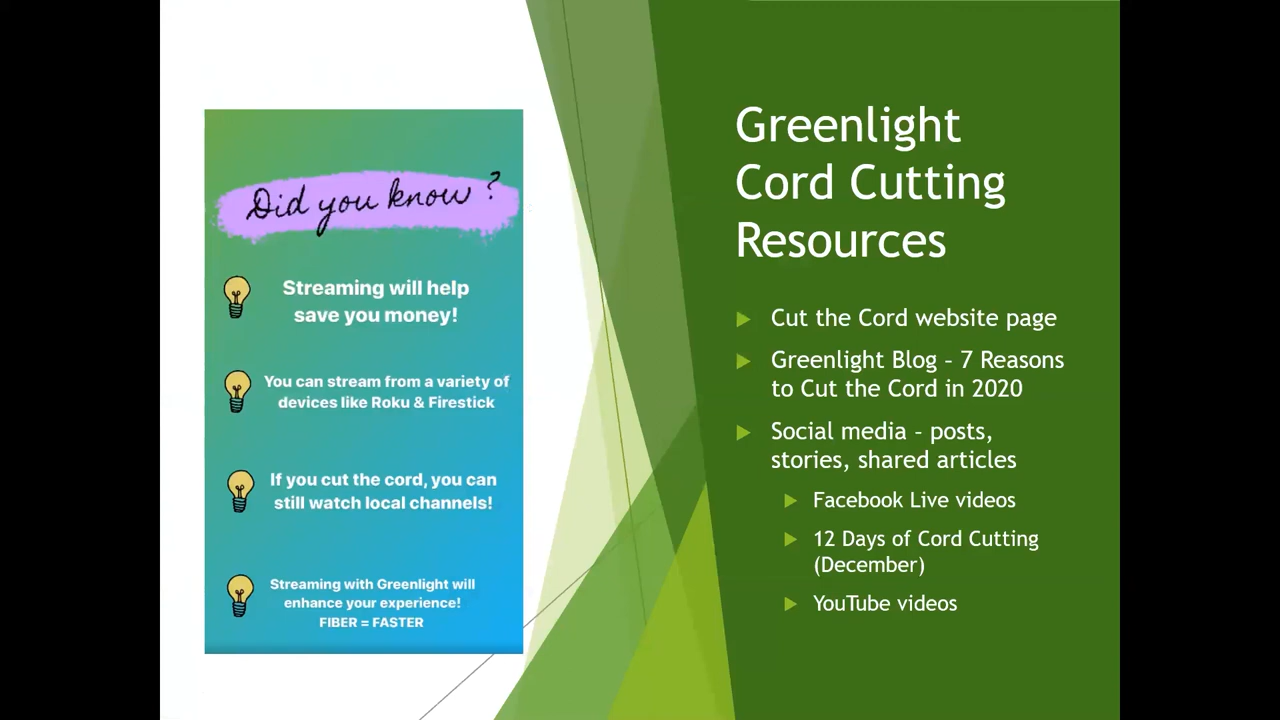 Did you know?
Streaming will help
save you money!
You can stream from a variety of
devices like Roku & Firestick
If you cut the cord, you can
still watch local channels!
Streaming with Greenlight will
enhance your experience!
FIBER = FASTER
Greenlight
Cord Cutting
Resources
Cut the Cord website page
Greenlight Blog – 7 Reasons
to Cut the Cord in 2020
Social media – posts,
stories, shared articles
Facebook Live videos
12 Days of Cord Cutting
(December)
YouTube videos